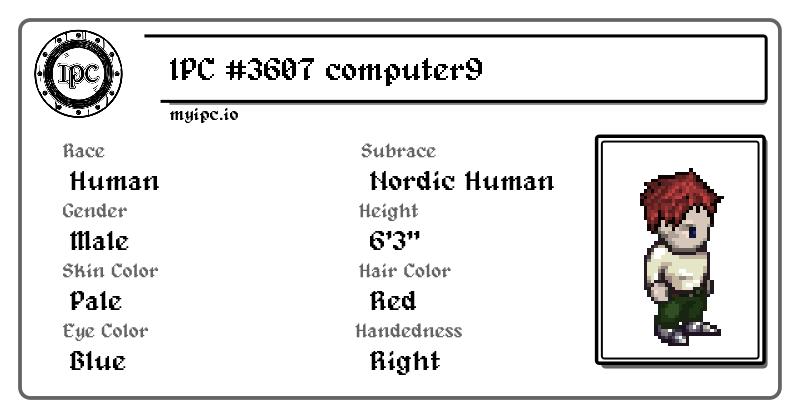 IPC
IPC #3607 computer9
myipc.io
Race
Subrace
Human
Nordic Human
Gender
Height
Male
6'3"
Skin Color
Hair Color
Pale
Red
Eye Color
Handedness
Blue
Right